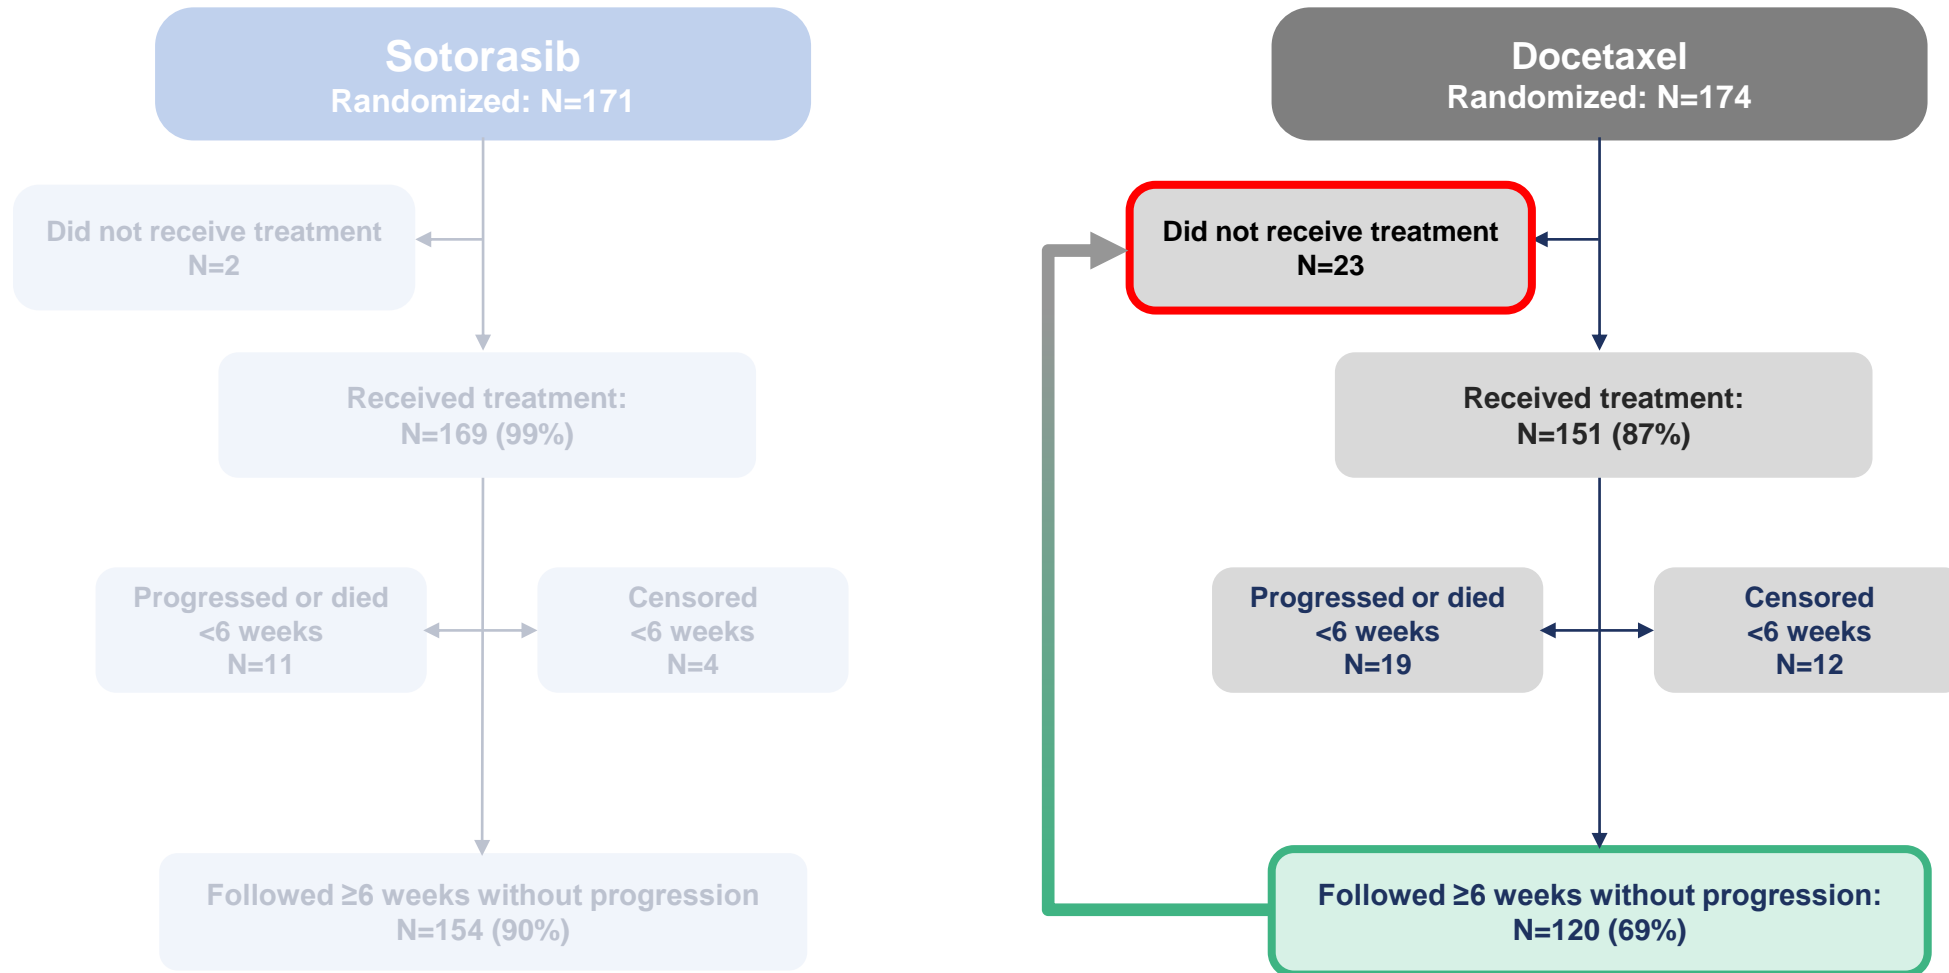 Sotorasib
Randomized: N=171
Did not receive treatment
N=2
Received treatment:
N=169 (99%)
Progressed or died
<6 weeks
N=11
Censored
<6 weeks
N=4
Followed ≥6 weeks without progression
N=154 (90%)
Docetaxel
Randomized: N=174
Did not receive treatment
N=23
Received treatment:
N=151 (87%)
Progressed or died
<6 weeks
N=19
Censored
<6 weeks
N=12
Followed ≥6 weeks without progression:
N=120 (69%)